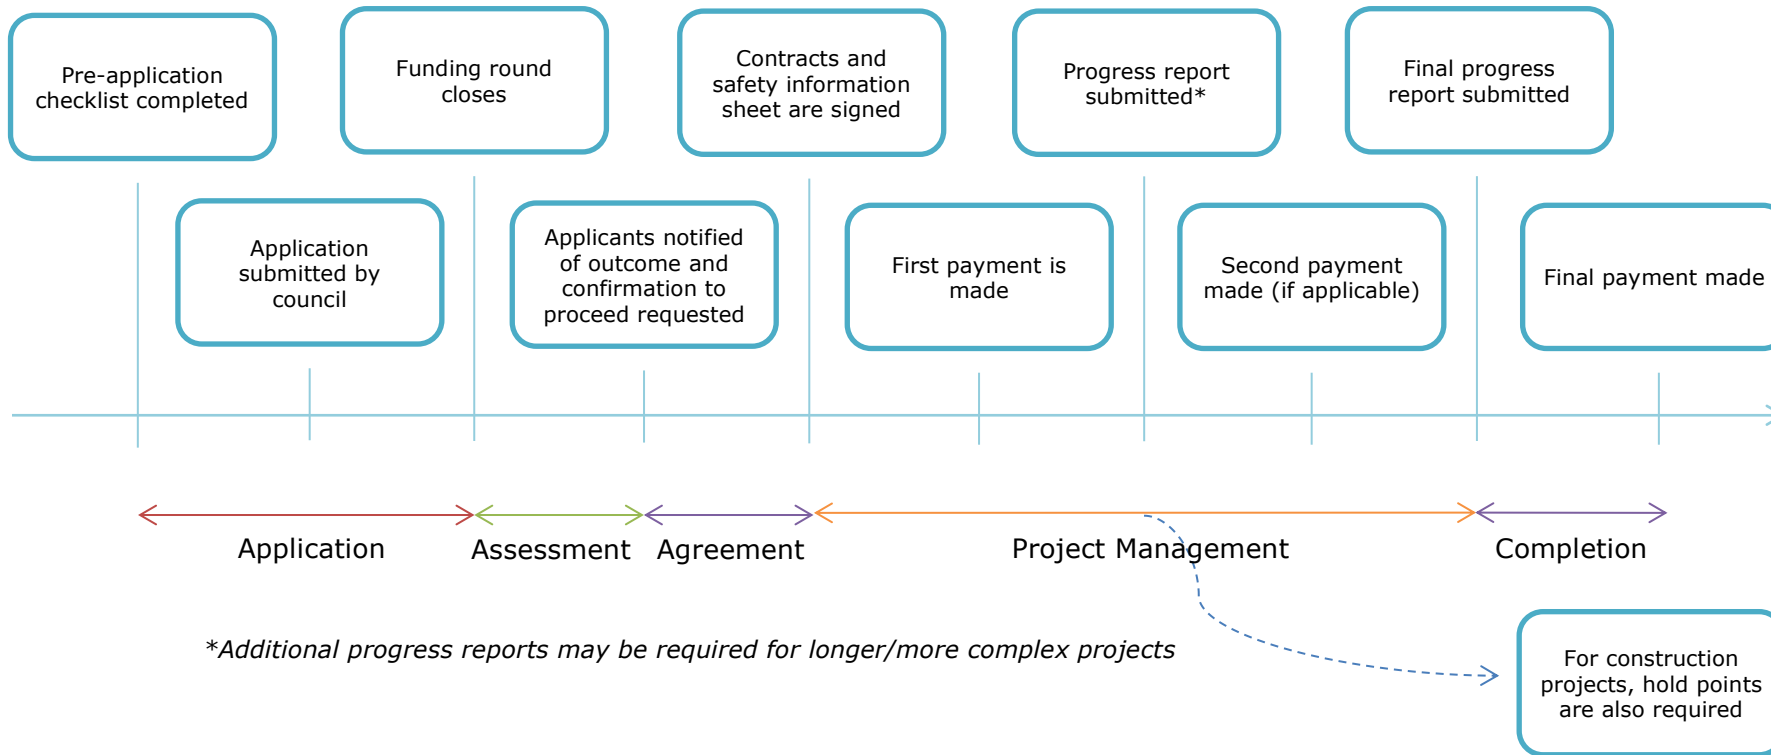 Pre-application
checklist completed
Funding round
closes
Contracts and
safety information
sheet are signed
Progress report
submitted*
Final progress
report submitted
Application
submitted by
council
Applicants notified
of outcome and
confirmation to
proceed requested
First payment is
made
Second payment
made (if applicable)
Final payment made
Application
Assessment
Agreement
Project Management
Completion
*Additional progress reports may be required for longer/more complex projects
For construction
projects, hold points
are also required